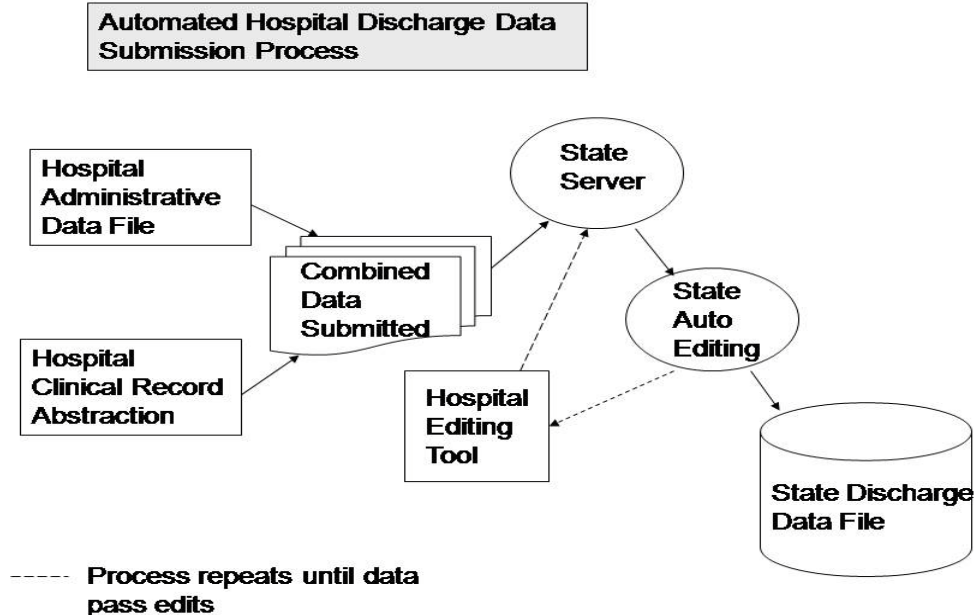 Automated Hospital Discharge Data
Submission Process
Hospital
Administrative
Data File
State
Server
Combined
Data
Submitted
State
Auto
Editing
Hospital
Clinical Record
Abstraction
Hospital
Editing
Tool
State Discharge
Data File
Process repeats until data
pass edits